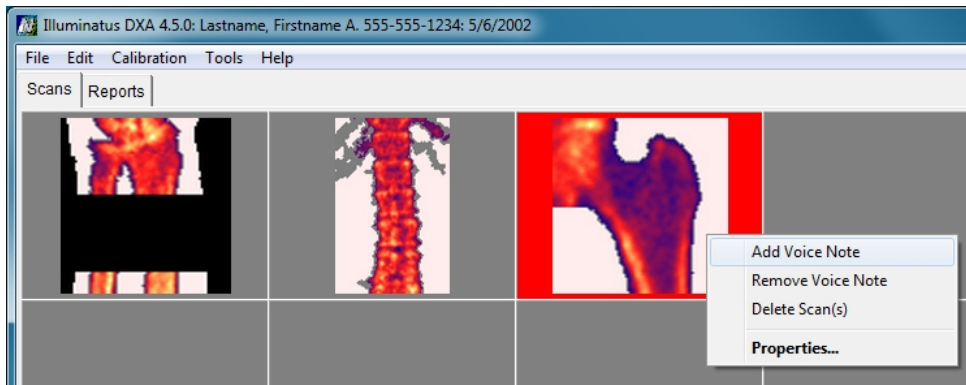 Illuminatus DXA 4.5.0: Lastname, Firstname A. 555-555-1234: 5/6/2002
File Edit Calibration Tools Help
Scans Reports
Add Voice Note
Remove Voice Note
Delete Scan(s)
Properties...